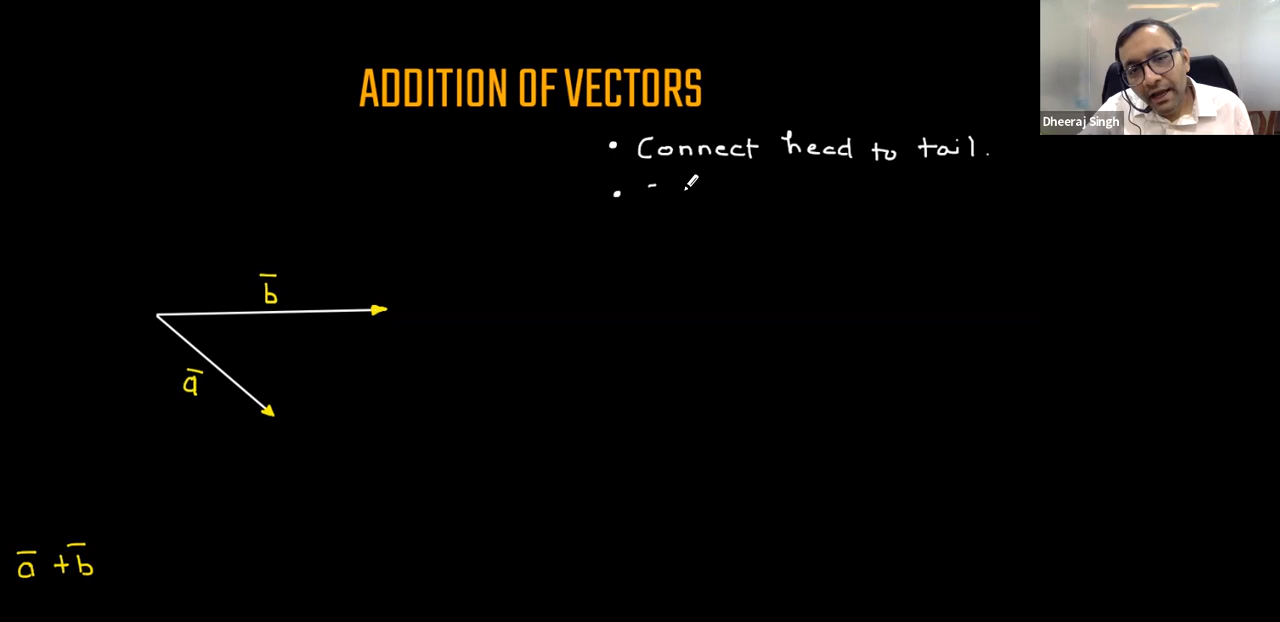 ADDITION OF VECTORS
Dheeraj Singh
• Connect head to tail.
•
b̅
a̅
a̅ + b̅